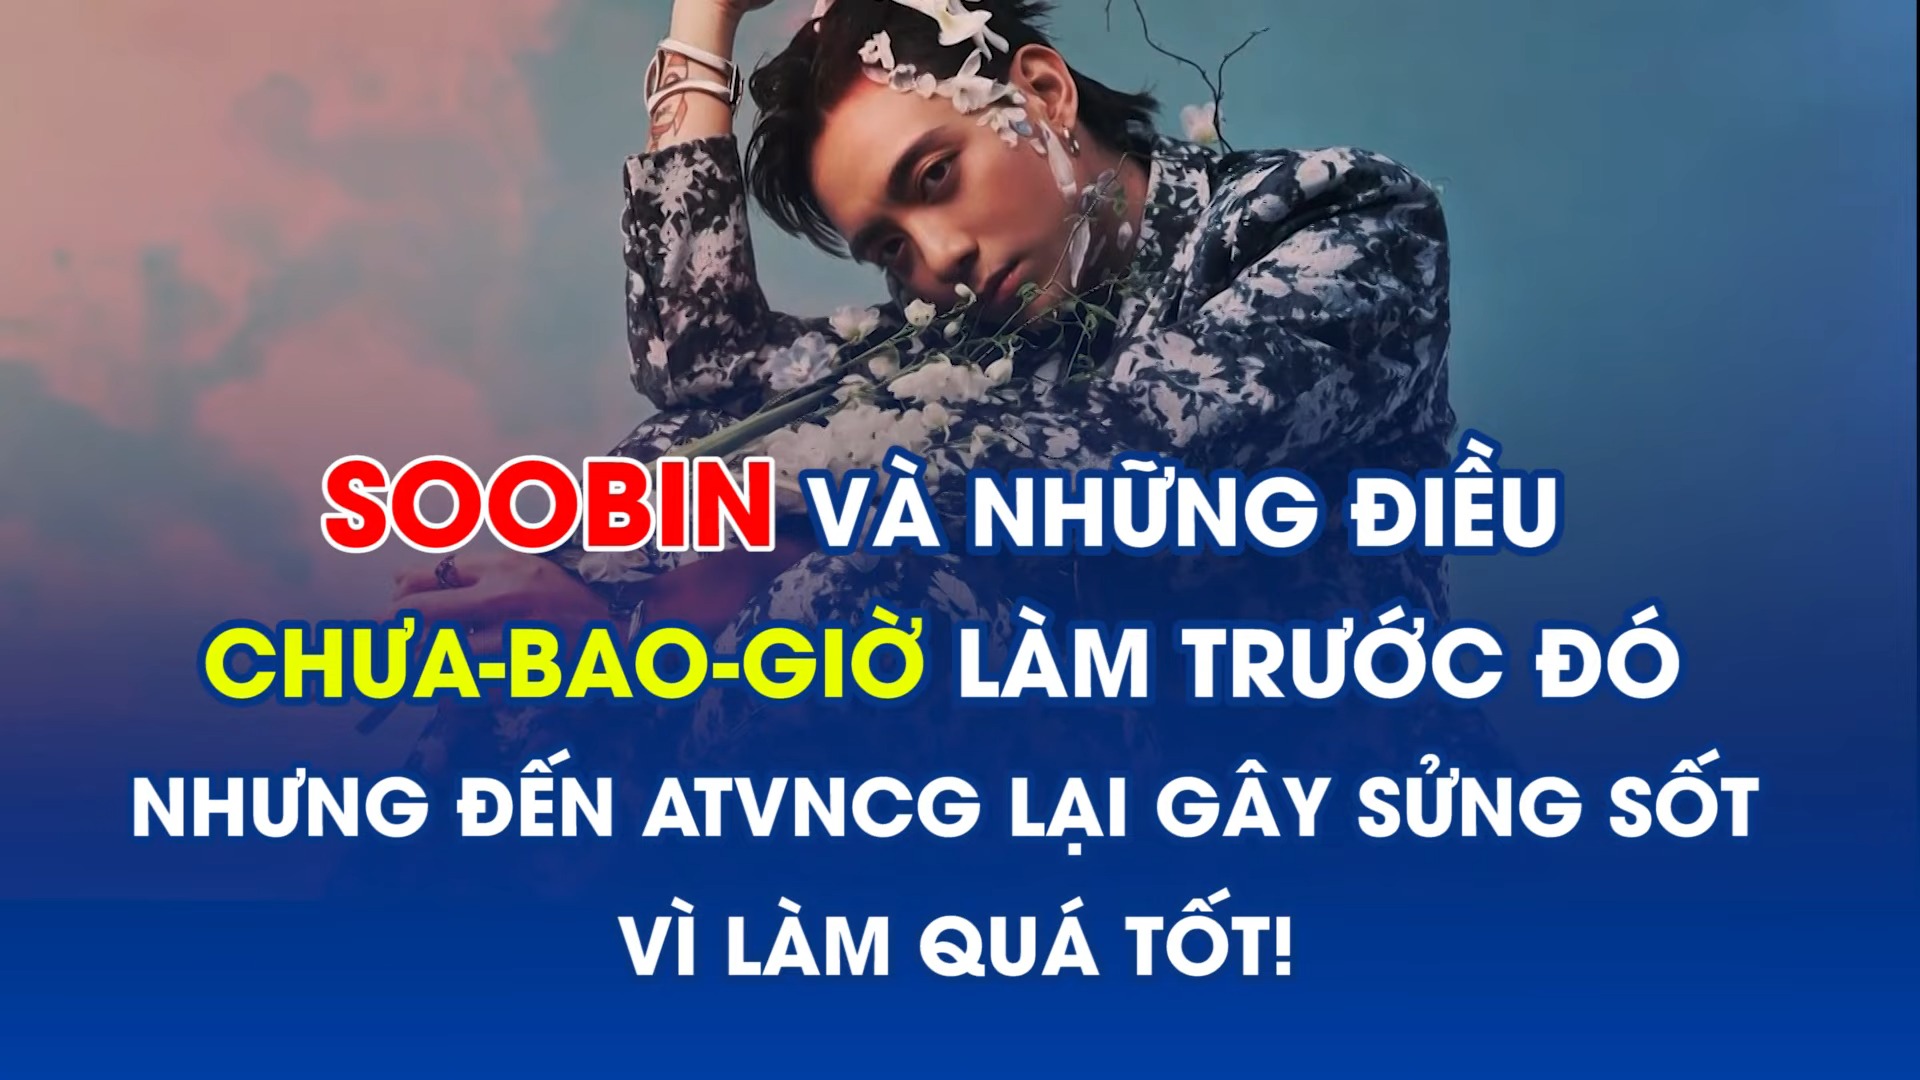 SOOBIN VÀ NHỮNG ĐIỀU
CHƯA-BAO-GIỜ LÀM TRƯỚC ĐÓ
NHƯNG ĐẾN ATVNCG LẠI GÂY SỬNG SỐT
VÌ LÀM QUÁ TỐT!